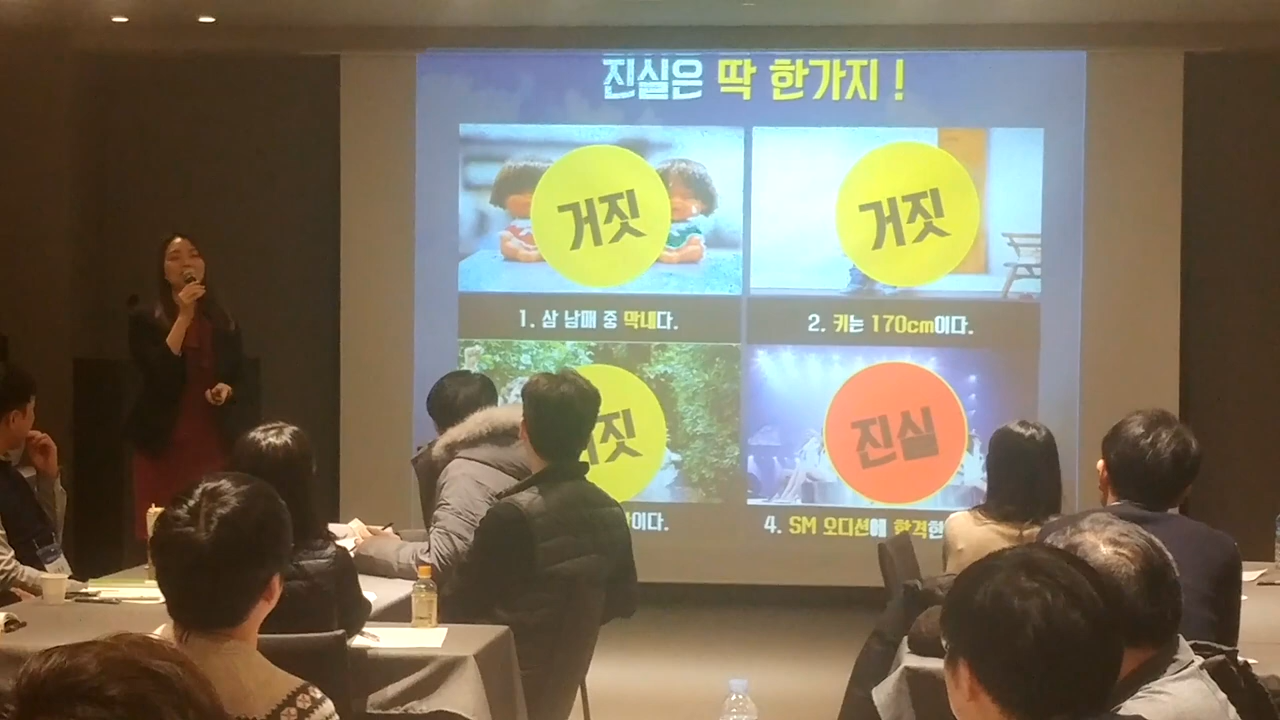 진실은 딱 한가지 !
거짓
거짓
1. 삼 남매 중 막내다.
2. 키는 170cm이다.
거짓
진실
이다.
4. SM 오디션에 합격한